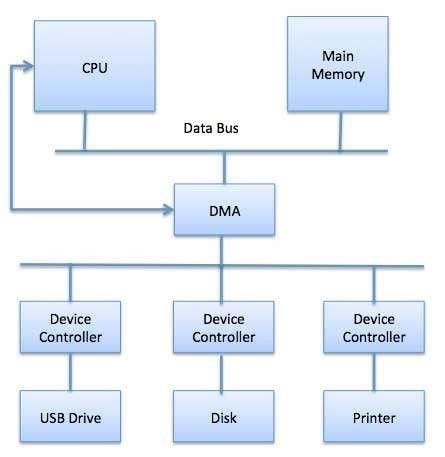 CPU
Main
Memory
Data Bus
DMA
Device
Controller
Device
Controller
Device
Controller
USB Drive
Disk
Printer